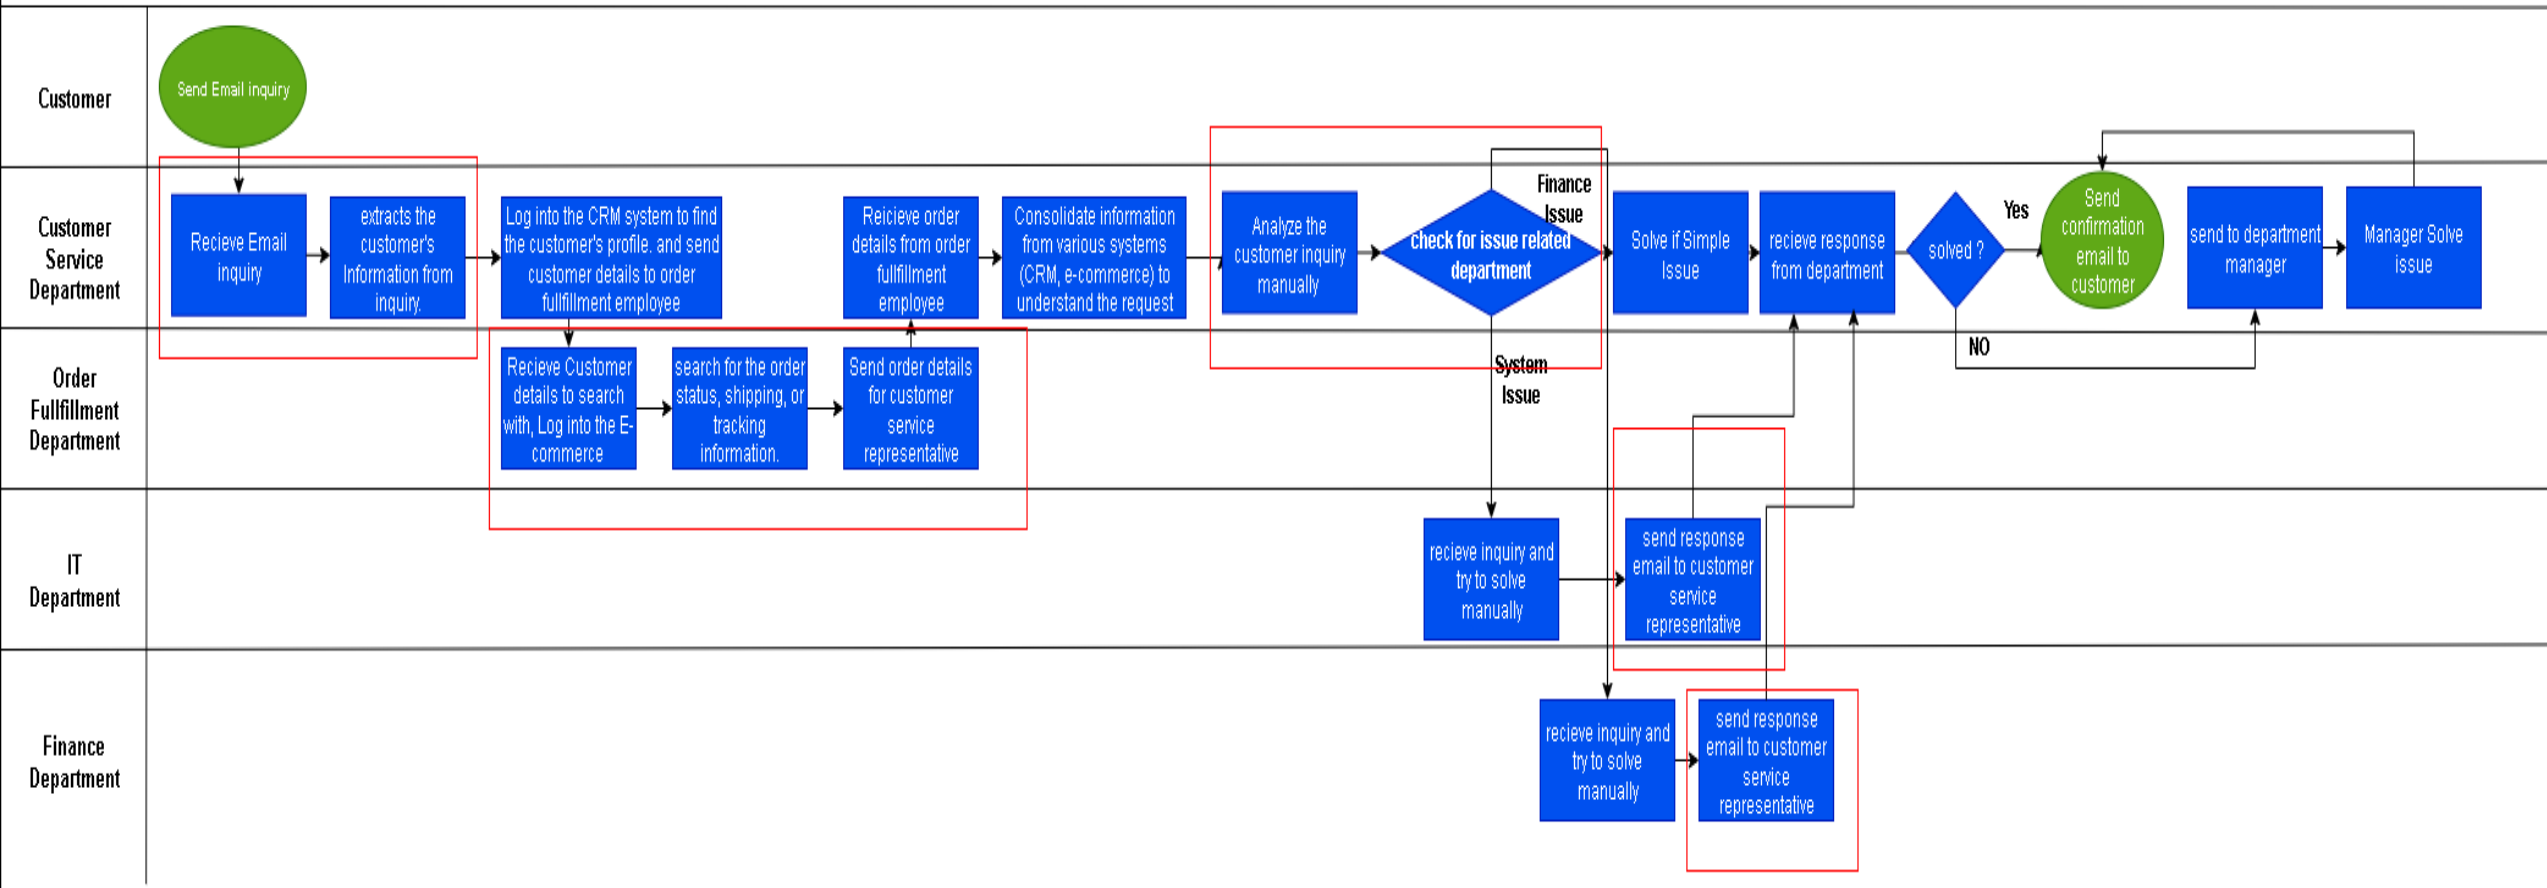 Customer
Send Email inquiry
Customer
Service
Department
Recieve Email
inquiry
extracts the
customer's
Information from
inquiry.
Log into the CRM system to find
the customer's profile. and send
customer details to order
fullfillment employee
Reicieve order
details from order
fullfillment
employee
Consolidate information
from various systems
(CRM, e-commerce) to
understand the request
Analyze the
customer inquiry
manually
check for issue related
department
Finance
Issue
System
Issue
Solve if Simple
Issue
recieve response
from department
solved ?
Yes
NO
Send
confirmation
email to
customer
send to department
manager
Manager Solve
issue
Order
Fullfillment
Department
Recieve Customer
details to search
with, Log into the E-
commerce
search for the order
status, shipping, or
tracking
information.
Send order details
for customer
service
representative
IT
Department
recieve inquiry and
try to solve
manually
send response
email to customer
service
representative
Finance
Department
recieve inquiry and
try to solve
manually
send response
email to customer
service
representative